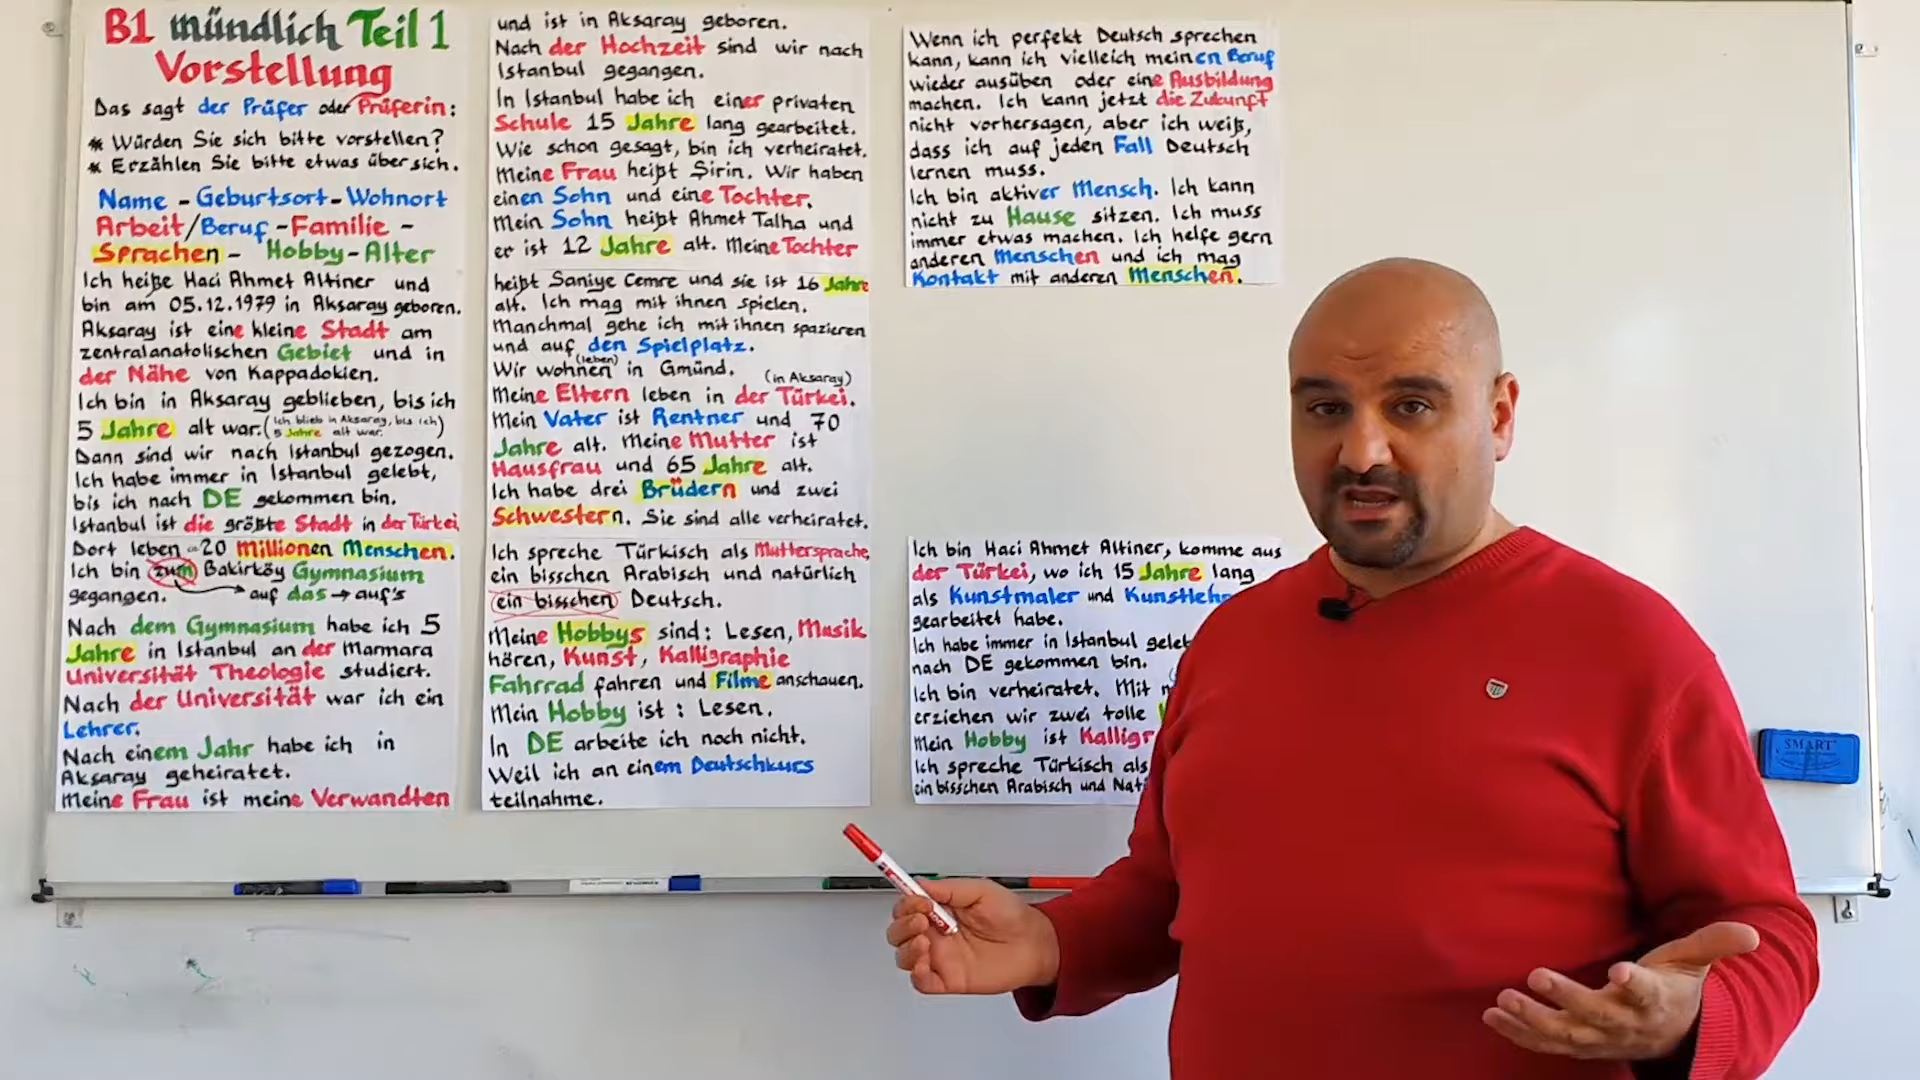 B1 mündlich Teil 1
Vorstellung
Das sagt der Prüfer oder Prüferin:
* Würden Sie sich bitte vorstellen?
* Erzählen Sie bitte etwas über sich.
Name - Geburtsort - Wohnort
Arbeit/Beruf - Familie -
Sprachen - Hobby - Alter
Ich heiße Haci Ahmet Altiner und
bin am 05.12.1979 in Aksaray geboren.
Aksaray ist eine kleine Stadt am
zentralanatolischen Gebiet und in
der Nähe von Kappadokien.
Ich bin in Aksaray geblieben, bis ich
5 Jahre alt war. (Ich blieb in Aksaray, bis ich
5 Jahre alt war.)
Dann sind wir nach Istanbul gezogen.
Ich habe immer in Istanbul gelebt,
bis ich nach DE gekommen bin.
Istanbul ist die größte Stadt in der Türkei.
Dort leben ≈ 20 Millionen Menschen.
Ich bin zum Bakirköy Gymnasium
gegangen. auf das → auf's
Nach dem Gymnasium habe ich 5
Jahre in Istanbul an der Marmara
Universität Theologie studiert.
Nach der Universität war ich ein
Lehrer.
Nach einem Jahr habe ich in
Aksaray geheiratet.
Meine Frau ist meine Verwandten
und ist in Aksaray geboren.
Nach der Hochzeit sind wir nach
Istanbul gegangen.
In Istanbul habe ich einer privaten
Schule 15 Jahre lang gearbeitet.
Wie schon gesagt, bin ich verheiratet.
Meine Frau heißt Şirin. Wir haben
einen Sohn und eine Tochter.
Mein Sohn heißt Ahmet Talha und
er ist 12 Jahre alt. Meine Tochter
heißt Saniye Cemre und sie ist 16 Jahre
alt. Ich mag mit ihnen spielen.
Manchmal gehe ich mit ihnen spazieren
und auf den Spielplatz.
(leben)
Wir wohnen in Gmünd.
(in Aksaray)
Meine Eltern leben in der Türkei.
Mein Vater ist Rentner und 70
Jahre alt. Meine Mutter ist
Hausfrau und 65 Jahre alt.
Ich habe drei Brüdern und zwei
Schwestern. Sie sind alle verheiratet.
Ich spreche Türkisch als Muttersprache,
ein bisschen Arabisch und natürlich
ein bisschen Deutsch.
Meine Hobbys sind: Lesen, Musik
hören, Kunst, Kalligraphie
Fahrrad fahren und Filme anschauen.
Mein Hobby ist: Lesen.
In DE arbeite ich noch nicht.
Weil ich an einem Deutschkurs
teilnahme.
Wenn ich perfekt Deutsch sprechen
kann, kann ich vielleich meinen Beruf
wieder ausüben oder eine Ausbildung
machen. Ich kann jetzt die Zukunft
nicht vorhersagen, aber ich weiß,
dass ich auf jeden Fall Deutsch
lernen muss.
Ich bin aktiver Mensch. Ich kann
nicht zu Hause sitzen. Ich muss
immer etwas machen. Ich helfe gern
anderen Menschen und ich mag
Kontakt mit anderen Menschen.
Ich bin Haci Ahmet Altiner, komme aus
der Türkei, wo ich 15 Jahre lang
als Kunstmaler und Kunstlehr
gearbeitet habe.
Ich habe immer in Istanbul geleb
nach DE gekommen bin.
Ich bin verheiratet. Mit
erziehen wir zwei tolle
Mein Hobby ist Kalligr
Ich spreche Türkisch als
ein bisschen Arabisch und Nat
SMART